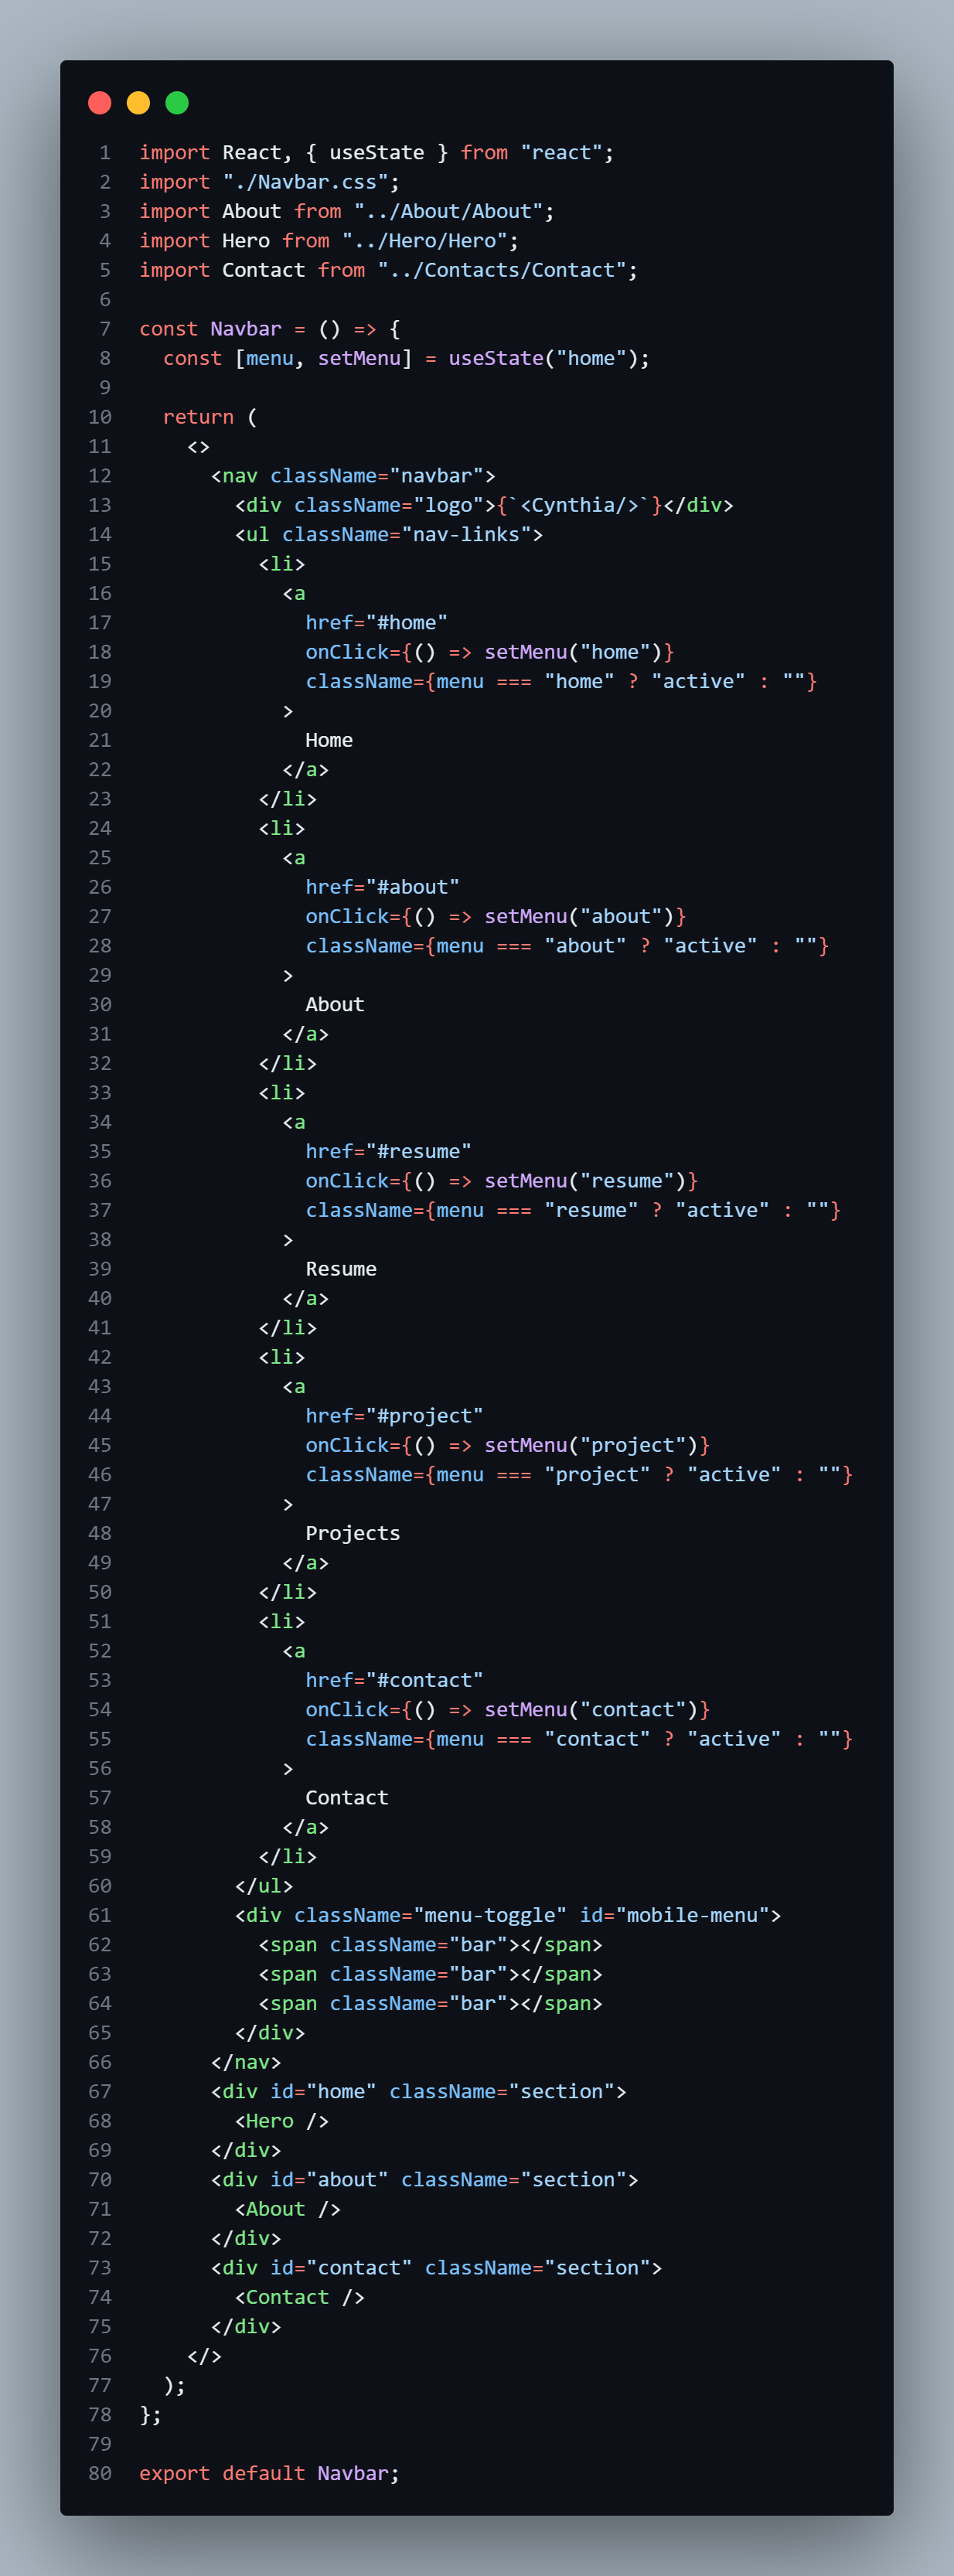 1 import React, { useState } from "react";
2 import "./Navbar.css";
3 import About from "../About/About";
4 import Hero from "../Hero/Hero";
5 import Contact from "../Contacts/Contact";
6
7 const Navbar = () => {
8   const [menu, setMenu] = useState("home");
9
10   return (
11     <>
12       <nav className="navbar">
13         <div className="logo">{`<Cynthia/>`}</div>
14         <ul className="nav-links">
15           <li>
16             <a
17               href="#home"
18               onClick={() => setMenu("home")}
19               className={menu === "home" ? "active" : ""}
20             >
21               Home
22             </a>
23           </li>
24           <li>
25             <a
26               href="#about"
27               onClick={() => setMenu("about")}
28               className={menu === "about" ? "active" : ""}
29             >
30               About
31             </a>
32           </li>
33           <li>
34             <a
35               href="#resume"
36               onClick={() => setMenu("resume")}
37               className={menu === "resume" ? "active" : ""}
38             >
39               Resume
40             </a>
41           </li>
42           <li>
43             <a
44               href="#project"
45               onClick={() => setMenu("project")}
46               className={menu === "project" ? "active" : ""}
47             >
48               Projects
49             </a>
50           </li>
51           <li>
52             <a
53               href="#contact"
54               onClick={() => setMenu("contact")}
55               className={menu === "contact" ? "active" : ""}
56             >
57               Contact
58             </a>
59           </li>
60         </ul>
61         <div className="menu-toggle" id="mobile-menu">
62           <span className="bar"></span>
63           <span className="bar"></span>
64           <span className="bar"></span>
65         </div>
66       </nav>
67       <div id="home" className="section">
68         <Hero />
69       </div>
70       <div id="about" className="section">
71         <About />
72       </div>
73       <div id="contact" className="section">
74         <Contact />
75       </div>
76     </>
77   );
78 };
79
80 export default Navbar;